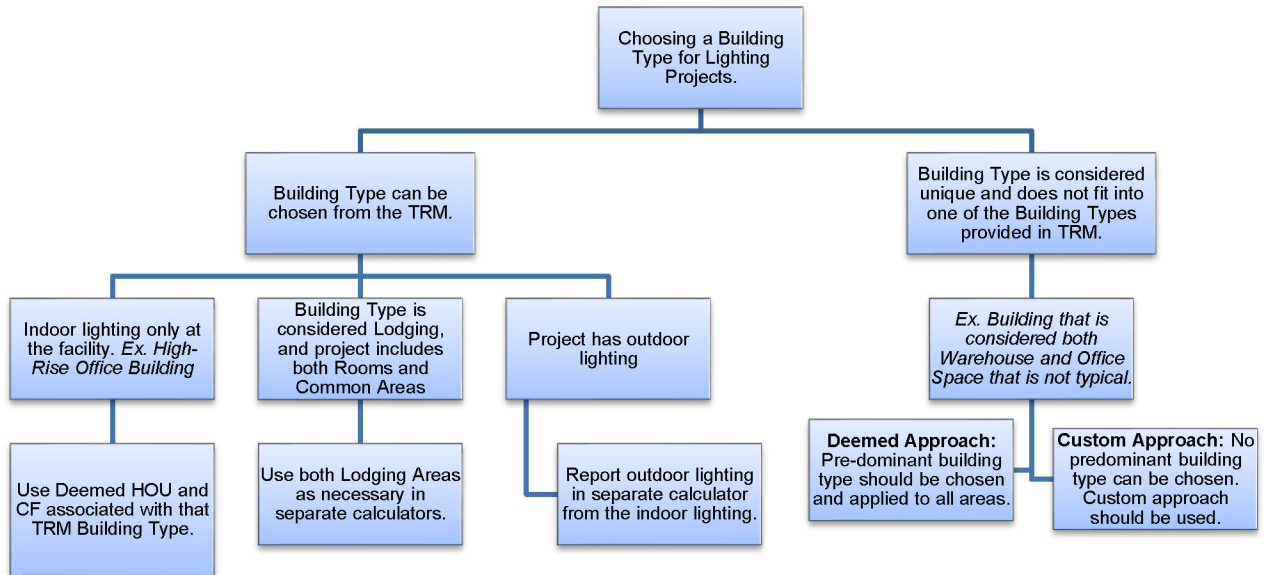 Choosing a Building
Type for Lighting
Projects.
Building Type can be
chosen from the TRM.
Building Type is considered
unique and does not fit into
one of the Building Types
provided in TRM.
Indoor lighting only at
the facility. Ex. High-
Rise Office Building
Building Type is
considered Lodging,
and project includes
both Rooms and
Common Areas
Project has outdoor
lighting
Ex. Building that is
considered both
Warehouse and Office
Space that is not typical.
Use Deemed HOU and
CF associated with that
TRM Building Type.
Use both Lodging Areas
as necessary in
separate calculators.
Report outdoor lighting
in separate calculator
from the indoor lighting.
Deemed Approach:
Pre-dominant building
type should be chosen
and applied to all areas.
Custom Approach: No
predominant building
type can be chosen.
Custom approach
should be used.